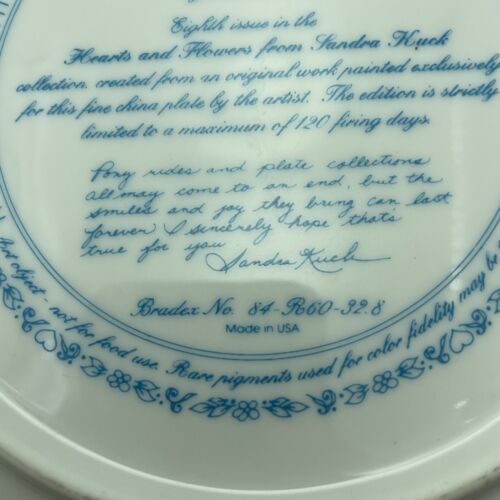 Eighth issue in the
Hearts and Flowers from Sandra Kuck
collection, created from an original work painted exclusively
for this fine china plate by the artist. The edition is strictly
limited to a maximum of 120 firing days.
Pony rides and plate collections
all may come to an end, but the
smiles and joy they bring can last
forever I sincerely hope thats
true for you
Sandra Kuck
Bradex No. 84-R60-32.8
Made in USA
Art object - not for food use. Rare pigments used for color fidelity may be